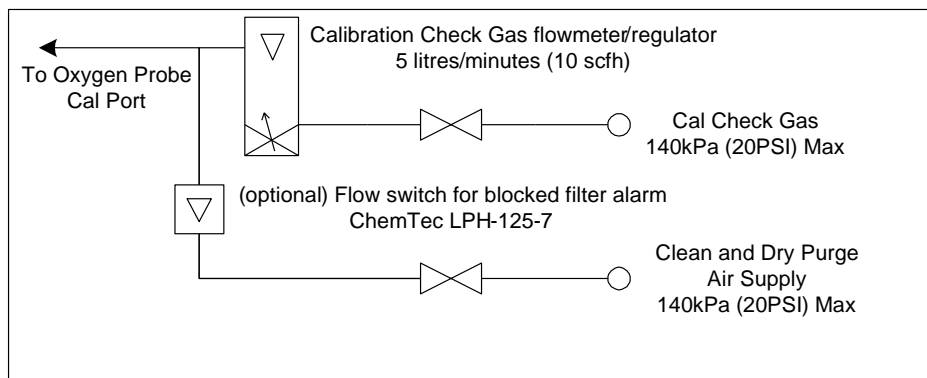 Calibration Check Gas flowmeter/regulator
5 litres/minutes (10 scfh)
To Oxygen Probe
Cal Port
Cal Check Gas
140kPa (20PSI) Max
(optional) Flow switch for blocked filter alarm
ChemTec LPH-125-7
Clean and Dry Purge
Air Supply
140kPa (20PSI) Max